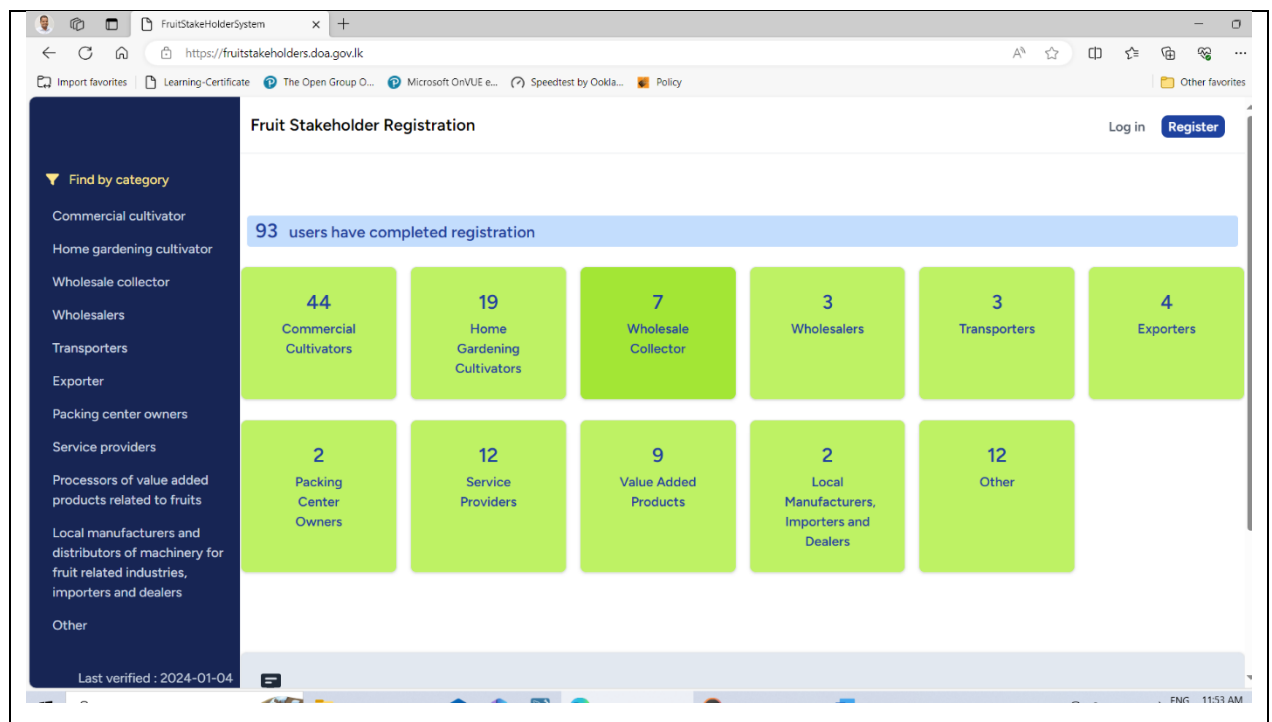 FruitStakeHolderSystem
https://fruitstakeholders.doa.gov.lk
Import favorites
Learning-Certificate
The Open Group O...
Microsoft OnVUE e...
Speedtest by Ookla...
Policy
Other favorites
Fruit Stakeholder Registration
Log in
Register
Find by category
Commercial cultivator
Home gardening cultivator
Wholesale collector
Wholesalers
Transporters
Exporter
Packing center owners
Service providers
Processors of value added
products related to fruits
Local manufacturers and
distributors of machinery for
fruit related industries,
importers and dealers
Other
Last verified : 2024-01-04
93 users have completed registration
44
Commercial
Cultivators
19
Home
Gardening
Cultivators
7
Wholesale
Collector
3
Wholesalers
3
Transporters
4
Exporters
2
Packing
Center
Owners
12
Service
Providers
9
Value Added
Products
2
Local
Manufacturers,
Importers and
Dealers
12
Other
ENG
11:53 AM